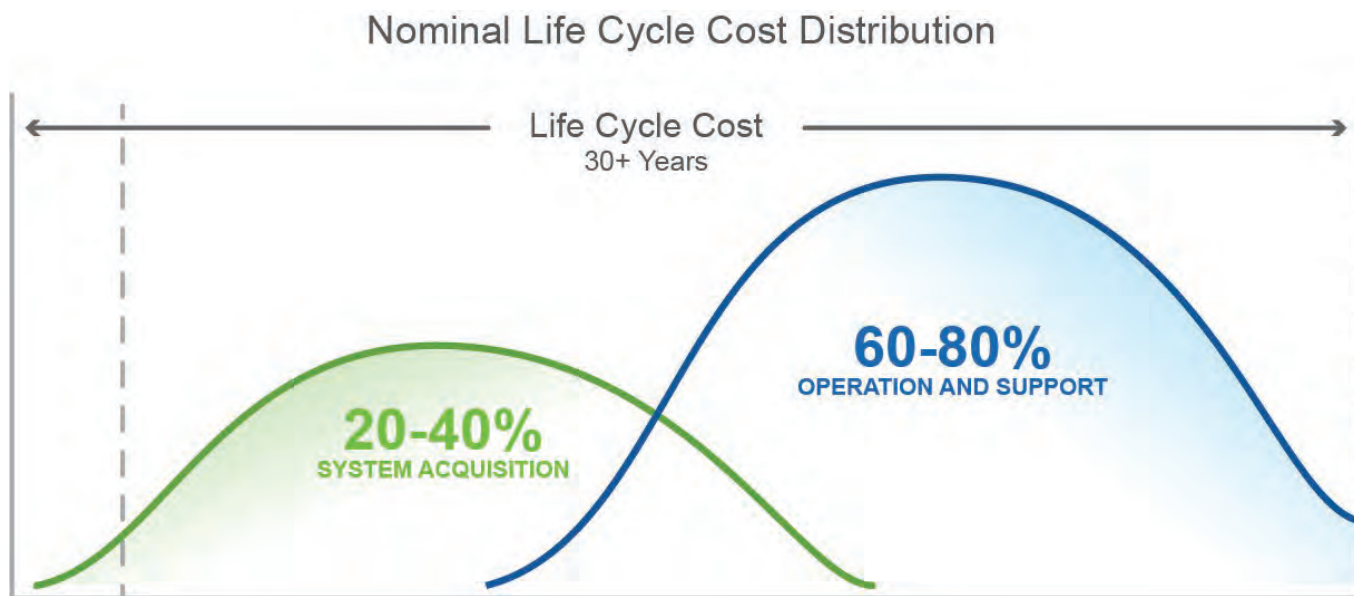 Nominal Life Cycle Cost Distribution
Life Cycle Cost
30+ Years
60-80%
OPERATION AND SUPPORT
20-40%
SYSTEM ACQUISITION